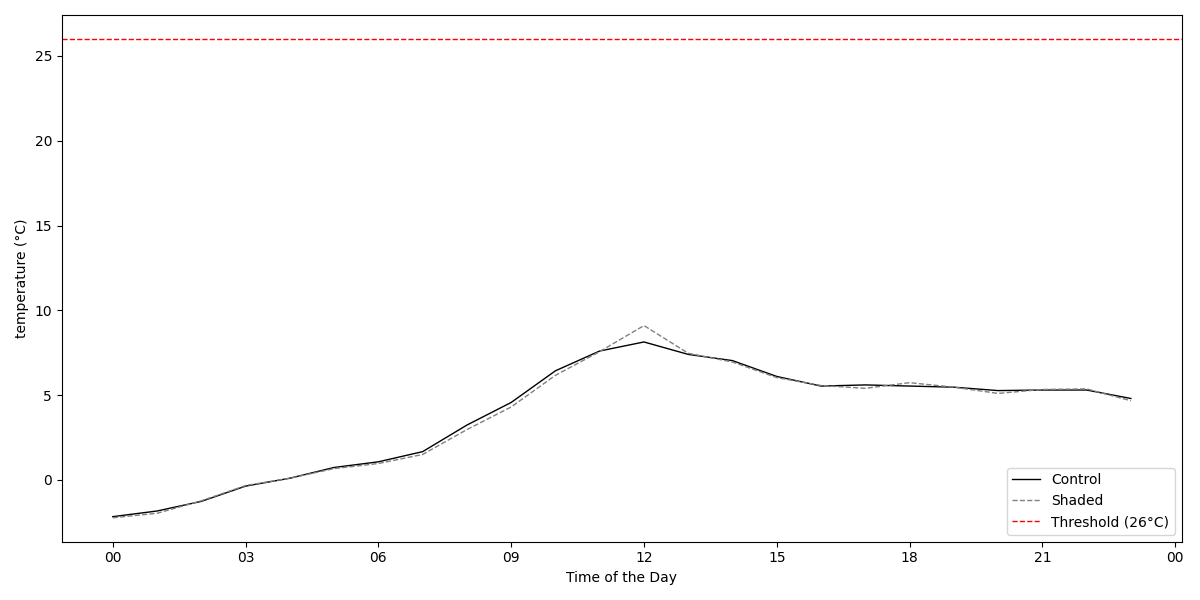 25
20
15
10
5
0
temperature (°C)
00 03 06 09 12 15 18 21 00
Time of the Day
Control
Shaded
Threshold (26°C)